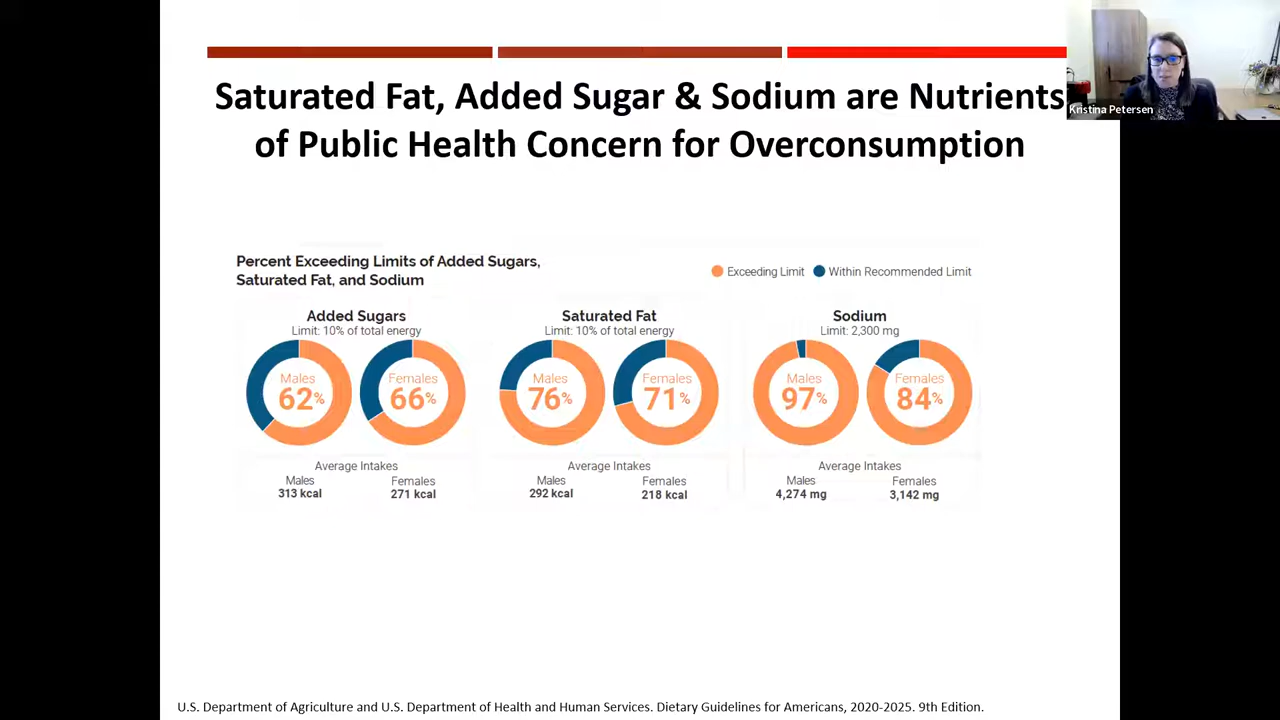 Saturated Fat, Added Sugar & Sodium are Nutrients
of Public Health Concern for Overconsumption
Kristina Petersen
Percent Exceeding Limits of Added Sugars,
Saturated Fat, and Sodium
Exceeding Limit Within Recommended Limit
Added Sugars
Limit: 10% of total energy
Males
62%
Females
66%
Average Intakes
Males
313 kcal
Females
271 kcal
Saturated Fat
Limit: 10% of total energy
Males
76%
Females
71%
Average Intakes
Males
292 kcal
Females
218 kcal
Sodium
Limit: 2,300 mg
Males
97%
Females
84%
Average Intakes
Males
4,274 mg
Females
3,142 mg
U.S. Department of Agriculture and U.S. Department of Health and Human Services. Dietary Guidelines for Americans, 2020-2025. 9th Edition.